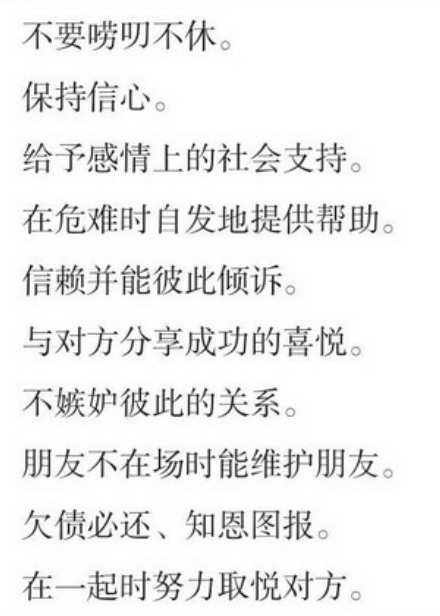 不要唠叨不休。
保持信心。
给予感情上的社会支持。
在危难时自发地提供帮助。
信赖并能彼此倾诉。
与对方分享成功的喜悦。
不嫉妒彼此的关系。
朋友不在场时能维护朋友。
欠债必还、知恩图报。
在一起时努力取悦对方。